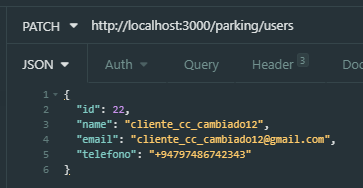 PATCH http://localhost:3000/parking/users
JSON Auth Query Header 3 Do
1 {
2 "id": 22,
3 "name": "cliente_cc_cambiado12",
4 "email": "cliente_cc_cambiado12@gmail.com",
5 "telefono": "+94797486742343"
6 }